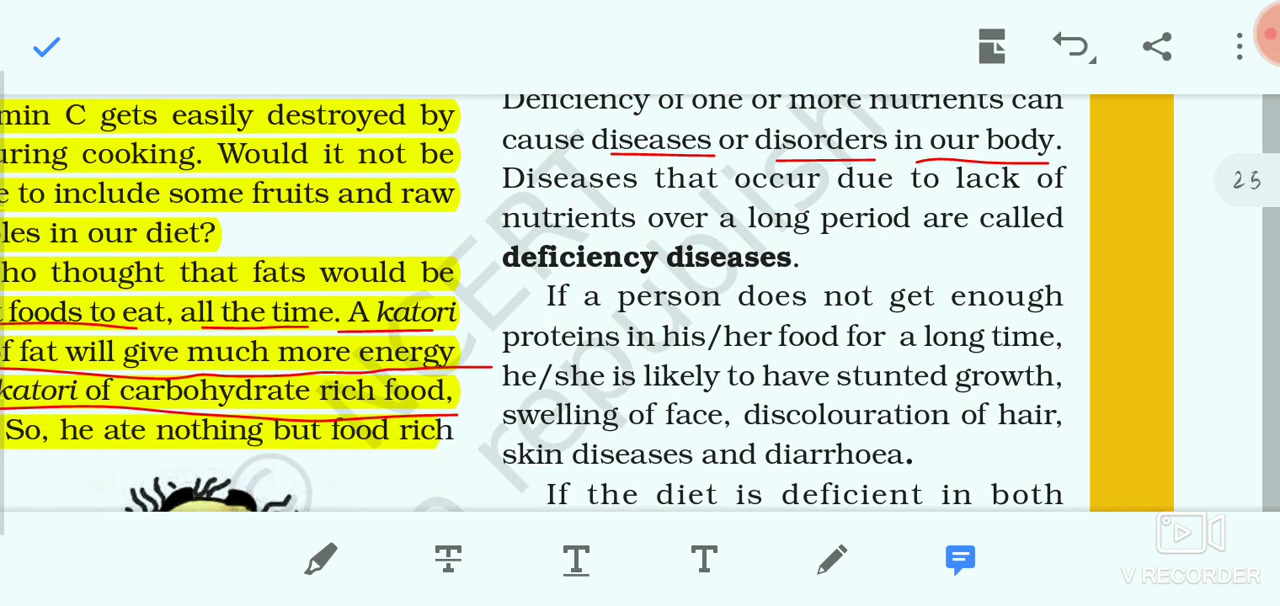 min C gets easily destroyed by
uring cooking. Would it not be
e to include some fruits and raw
les in our diet?
ho thought that fats would be
t foods to eat, all the time. A katori
of fat will give much more energy
katori of carbohydrate rich food,
So, he ate nothing but food rich
Deficiency of one or more nutrients can
cause diseases or disorders in our body.
Diseases that occur due to lack of
nutrients over a long period are called
deficiency diseases.
If a person does not get enough
proteins in his/her food for a long time,
he/she is likely to have stunted growth,
swelling of face, discolouration of hair,
skin diseases and diarrhoea.
If the diet is deficient in both
© NCERT
republish
25
T
T
T
V RECORDER